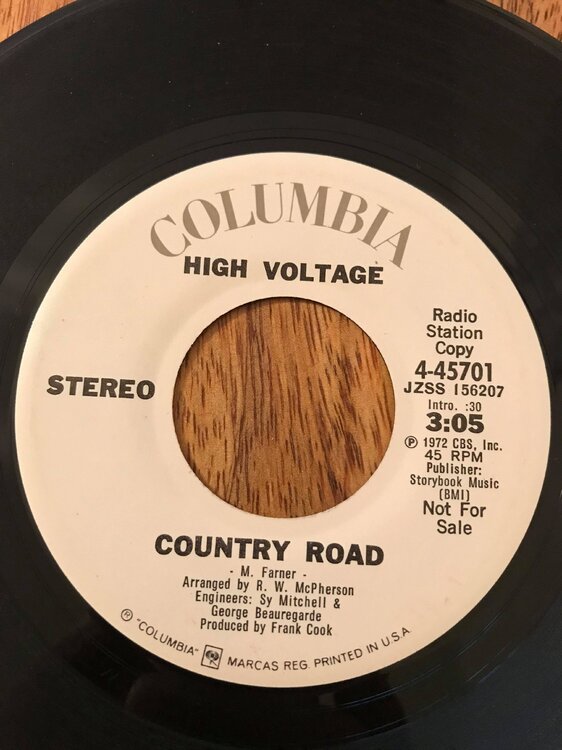 COLUMBIA
HIGH VOLTAGE
STEREO
Radio
Station
Copy
4-45701
JZSS 156207
Intro. :30
3:05
Ⓟ 1972 CBS, Inc.
45 RPM
Publisher:
Storybook Music
(BMI)
Not For
Sale
COUNTRY ROAD
- M. Farner -
Arranged by R. W. McPherson
Engineers: Sy Mitchell &
George Beauregarde
Produced by Frank Cook
® "COLUMBIA" MARCAS REG. PRINTED IN U.S.A.